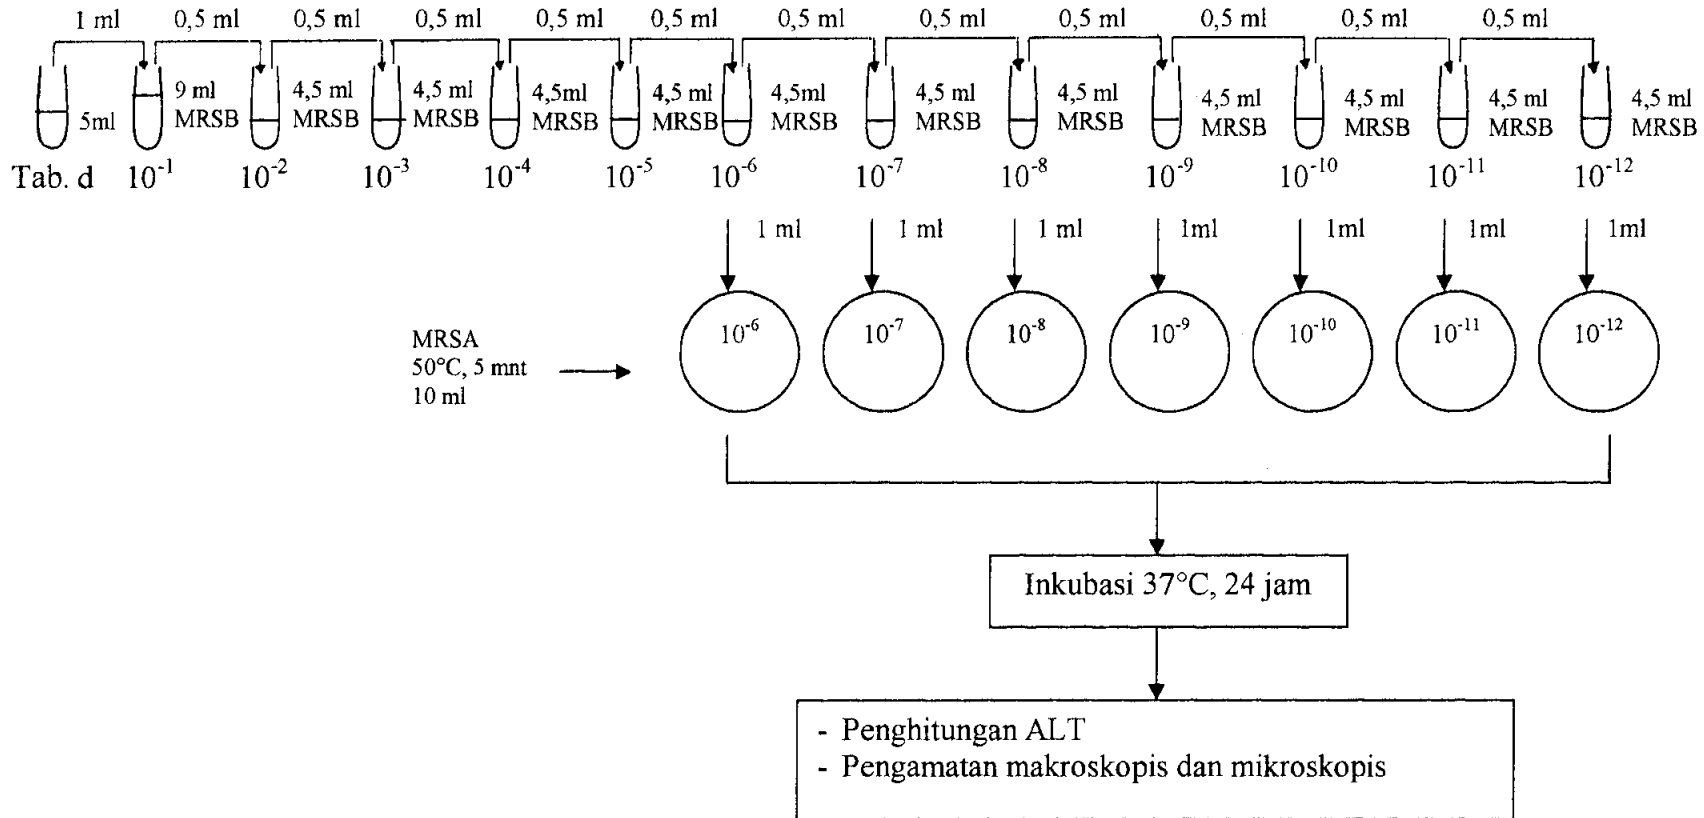 1 ml 0,5 ml 0,5 ml 0,5 ml 0,5 ml 0,5 ml 0,5 ml 0,5 ml 0,5 ml 0,5 ml 0,5 ml 0,5 ml
5ml
9 ml
MRSB
4,5 ml
MRSB
4,5 ml
MRSB
4,5ml
MRSB
4,5 ml
MRSB
4,5ml
MRSB
4,5 ml
MRSB
4,5 ml
MRSB
4,5 ml
MRSB
4,5 ml
MRSB
4,5 ml
MRSB
4,5 ml
MRSB
Tab. d 10⁻¹ 10⁻² 10⁻³ 10⁻⁴ 10⁻⁵ 10⁻⁶ 10⁻⁷ 10⁻⁸ 10⁻⁹ 10⁻¹⁰ 10⁻¹¹ 10⁻¹²
1 ml 1 ml 1 ml 1ml 1ml 1ml 1ml
10⁻⁶ 10⁻⁷ 10⁻⁸ 10⁻⁹ 10⁻¹⁰ 10⁻¹¹ 10⁻¹²
MRSA
50°C, 5 mnt
10 ml
Inkubasi 37°C, 24 jam
- Penghitungan ALT
- Pengamatan makroskopis dan mikroskopis